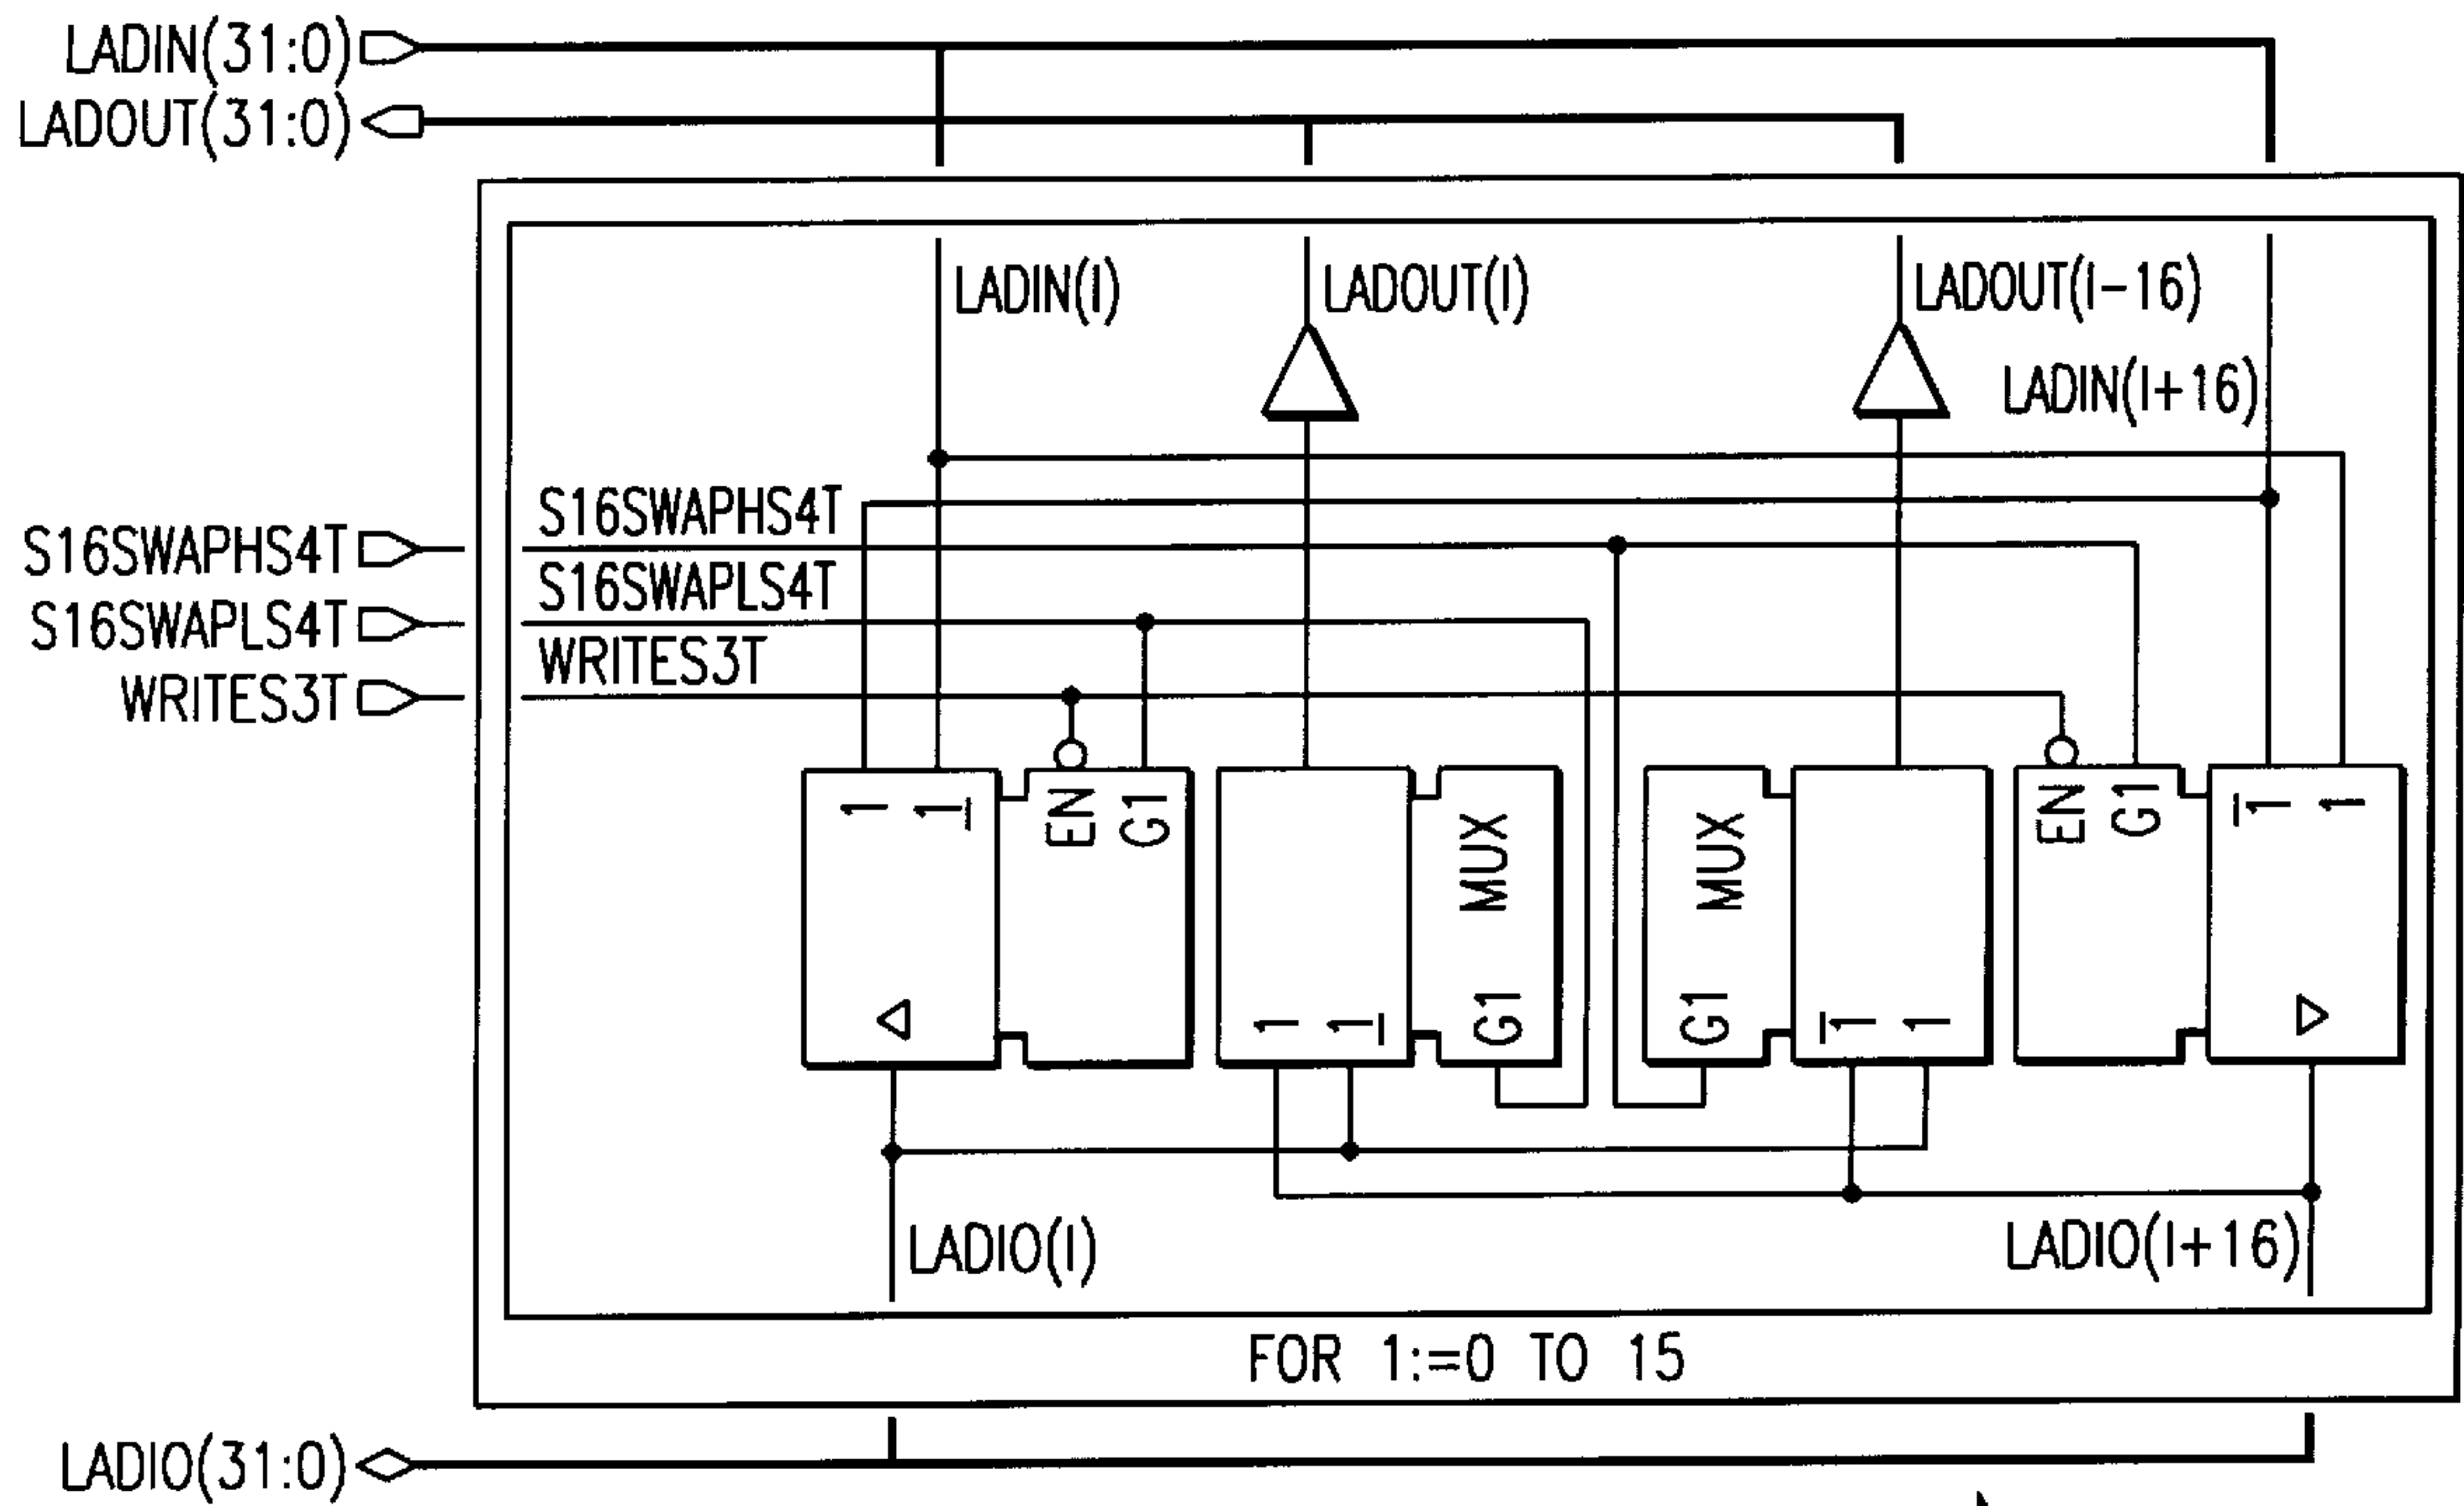 LADIN(31:0)
LADOUT(31:0)
LADIN(I)
LADOUT(I)
LADOUT(I-16)
LADIN(I+16)
S16SWAPHS4T
S16SWAPHS4T
S16SWAPLS4T
S16SWAPLS4T
WRITES3T
WRITES3T
1 1
EN G1
MUX
G1
1 1
MUX
G1
1 1
EN G1
1 1
LADIO(I)
LADIO(I+16)
FOR 1:=0 TO 15
LADIO(31:0)